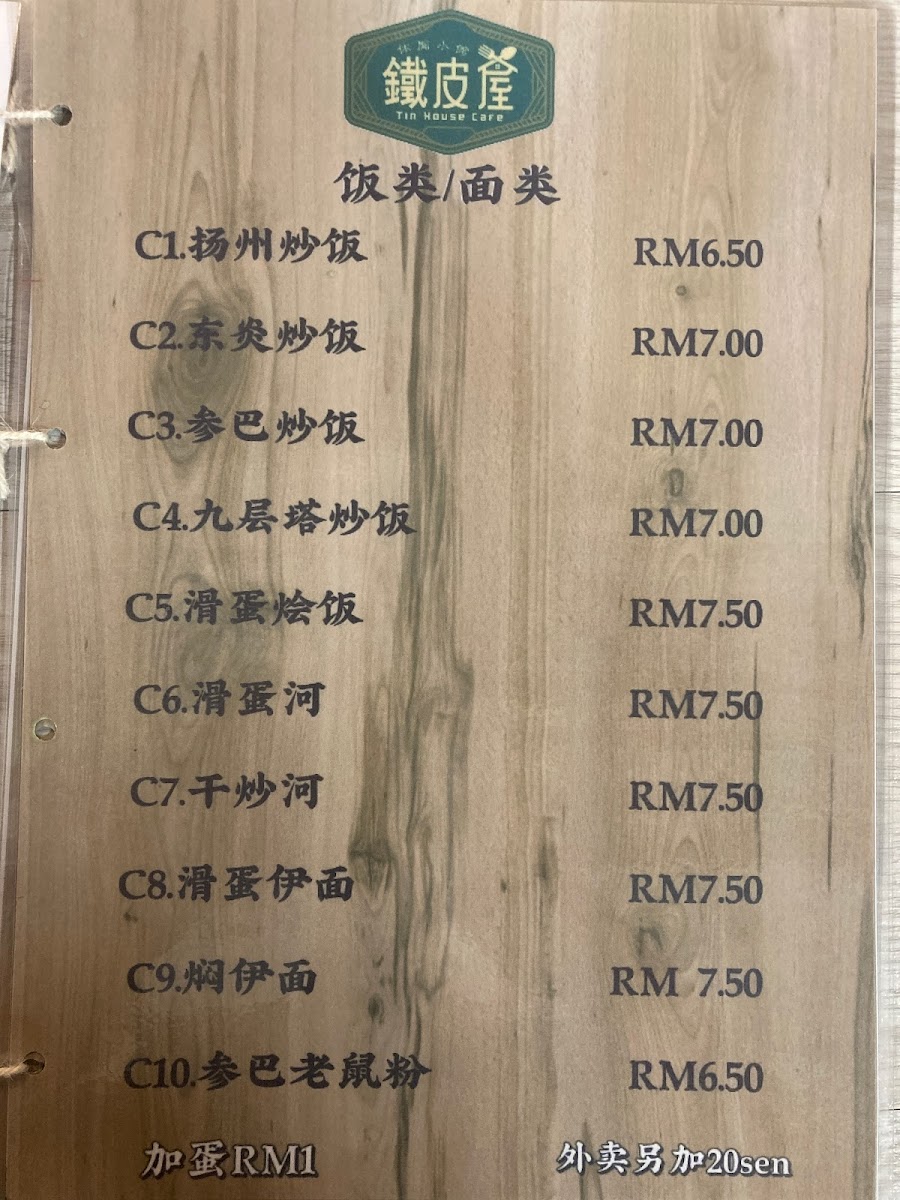 休閒小館
鐵皮屋
Tin House Cafe
饭类/面类
C1.扬州炒饭 RM6.50
C2.东炎炒饭 RM7.00
C3.参巴炒饭 RM7.00
C4.九层塔炒饭 RM7.00
C5.滑蛋烩饭 RM7.50
C6.滑蛋河 RM7.50
C7.干炒河 RM7.50
C8.滑蛋伊面 RM7.50
C9.焖伊面 RM 7.50
C10.参巴老鼠粉 RM6.50
加蛋RM1 外卖另加20sen